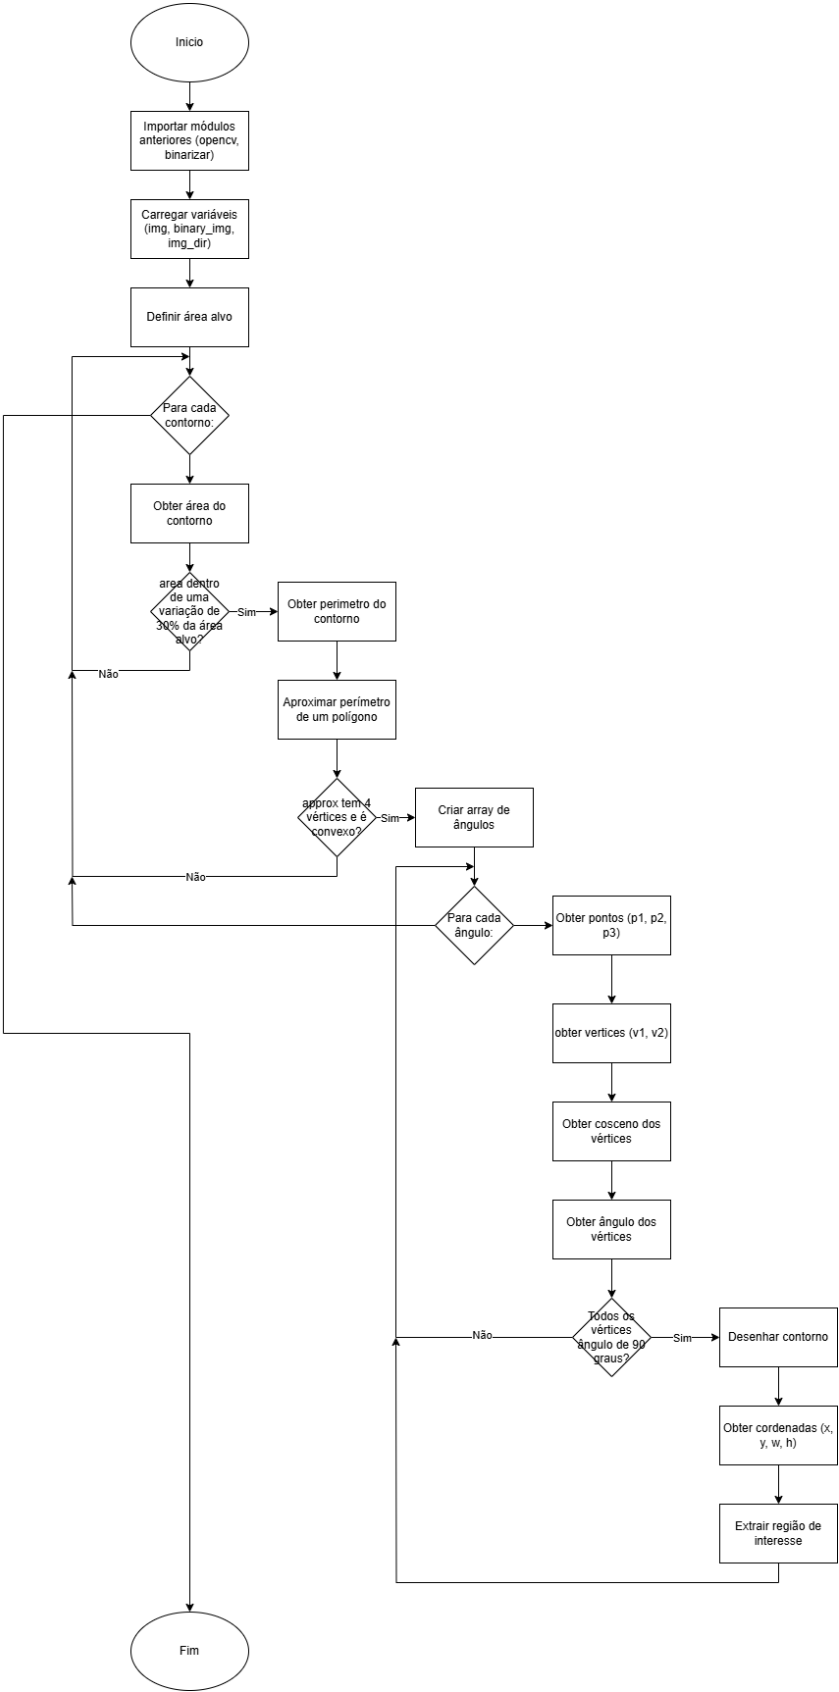 Inicio
Importar módulos
anteriores (opencv,
binarizar)
Carregar variáveis
(img, binary_img,
img_dir)
Definir área alvo
Para cada
contorno:
Obter área do
contorno
area dentro
de uma
variação de
30% da área
alvo?
Sim
Obter perimetro do
contorno
Não
Aproximar perímetro
de um polígono
approx tem 4
vértices e é
convexo?
Sim
Criar array de
ângulos
Não
Para cada
ângulo:
Obter pontos (p1, p2,
p3)
obter vertices (v1, v2)
Obter cosceno dos
vértices
Obter ângulo dos
vértices
Todos os
vértices
ângulo de 90
graus?
Não
Sim
Desenhar contorno
Obter cordenadas (x,
y, w, h)
Extrair região de
interesse
Fim